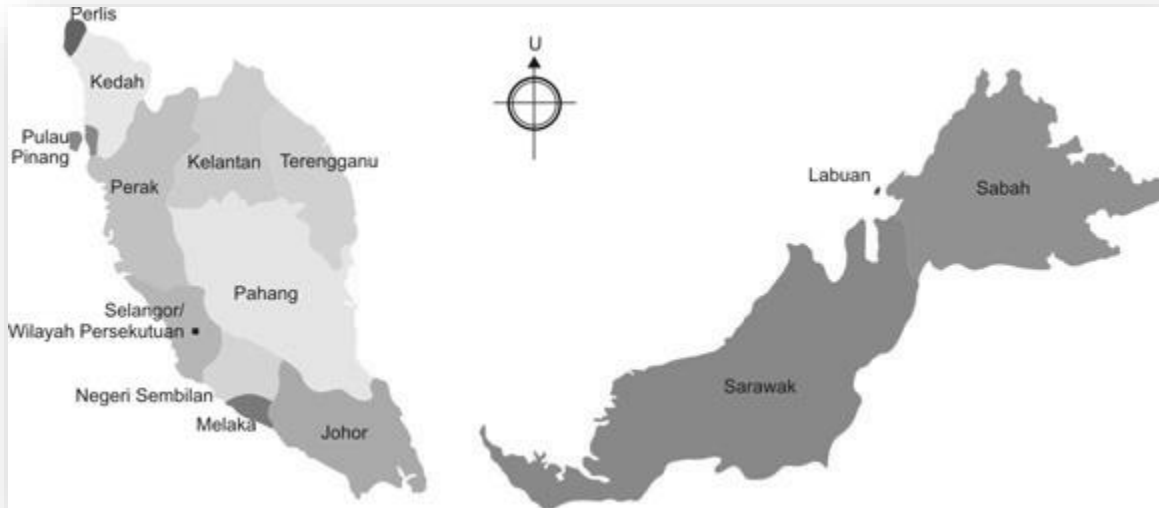 Perlis
U
Kedah
Pulau
Pinang
Kelantan
Terengganu
Perak
Labuan
Sabah
Pahang
Selangor/
Wilayah Persekutuan
Sarawak
Negeri Sembilan
Melaka
Johor